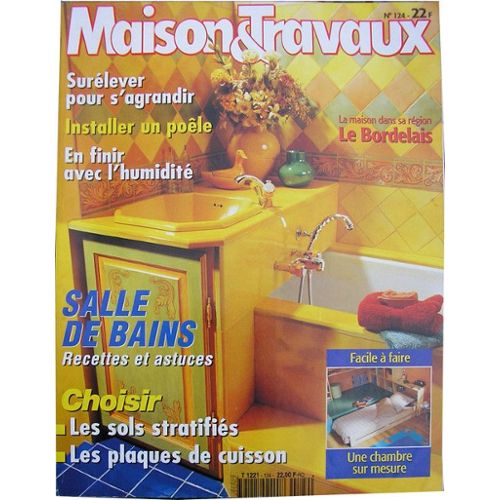 Maison&Travaux
N° 124 - 22F
Surélever
pour s'agrandir
Installer un poêle
En finir
avec l'humidité
La maison dans sa région
Le Bordelais
SALLE
DE BAINS
Recettes et astuces
Choisir
Les sols stratifiés
Les plaques de cuisson
Facile à faire
Une chambre
sur mesure
T 1221 - 124 - 22,00 F